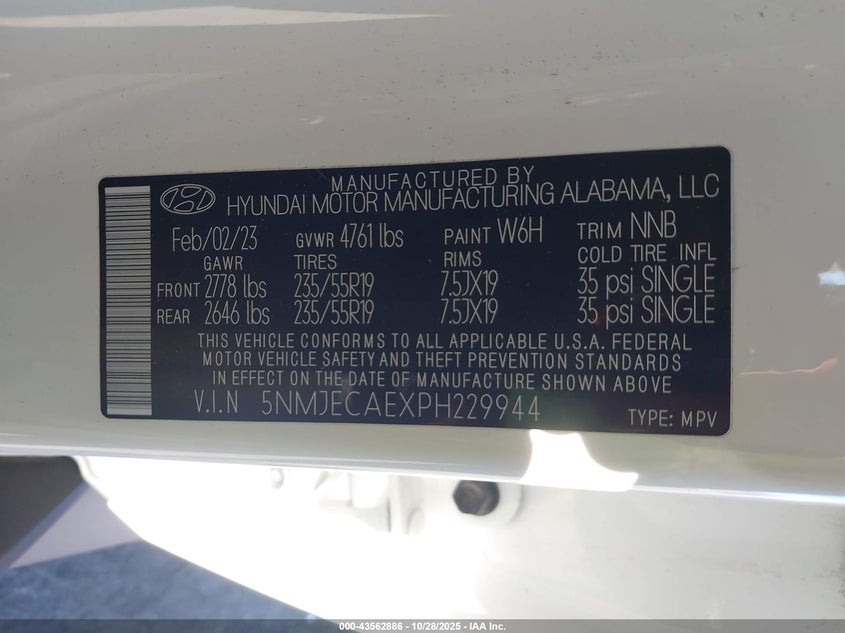 MANUFACTURED BY
HYUNDAI MOTOR MANUFACTURING ALABAMA, LLC
Feb/02/23 GVWR 4761 lbs PAINT W6H TRIM NNB
GAWR TIRES RIMS COLD TIRE INFL
FRONT 2778 lbs 235/55R19 7.5JX19 35 psi SINGLE
REAR 2646 lbs 235/55R19 7.5JX19 35 psi SINGLE
THIS VEHICLE CONFORMS TO ALL APPLICABLE U.S.A. FEDERAL
MOTOR VEHICLE SAFETY AND THEFT PREVENTION STANDARDS
IN EFFECT ON THE DATE OF MANUFACTURE SHOWN ABOVE
V.I.N 5NMJECAEXPH229944 TYPE: MPV
000-43562886 - 10/28/2025 - IAA Inc.